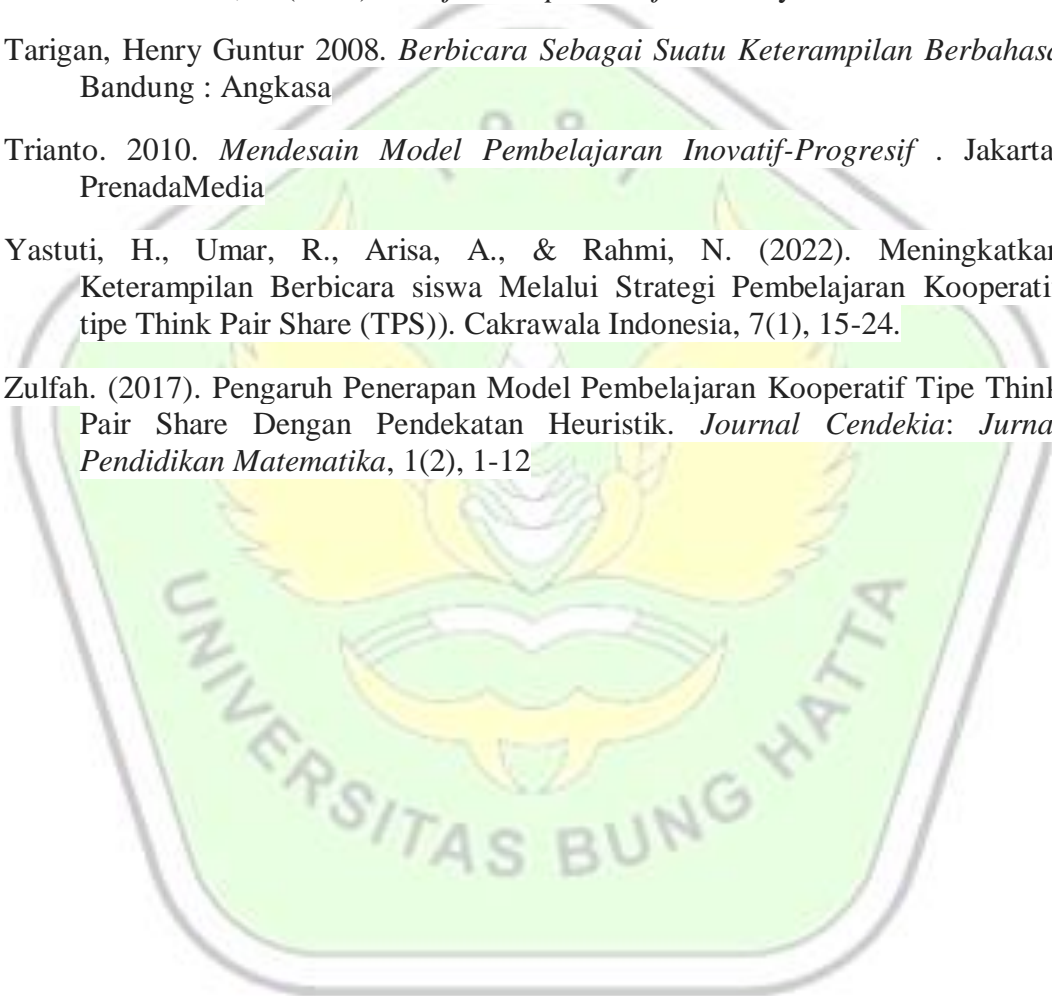 Tarigan, Henry Guntur 2008. Berbicara Sebagai Suatu Keterampilan Berbahasa
Bandung : Angkasa
Trianto. 2010. Mendesain Model Pembelajaran Inovatif-Progresif . Jakarta
PrenadaMedia
Yastuti, H., Umar, R., Arisa, A., & Rahmi, N. (2022). Meningkatkan
Keterampilan Berbicara siswa Melalui Strategi Pembelajaran Kooperati
tipe Think Pair Share (TPS)). Cakrawala Indonesia, 7(1), 15-24.
Zulfah. (2017). Pengaruh Penerapan Model Pembelajaran Kooperatif Tipe Think
Pair Share Dengan Pendekatan Heuristik. Journal Cendekia: Jurna
Pendidikan Matematika, 1(2), 1-12
UNIVERSITAS BUNG HATTA